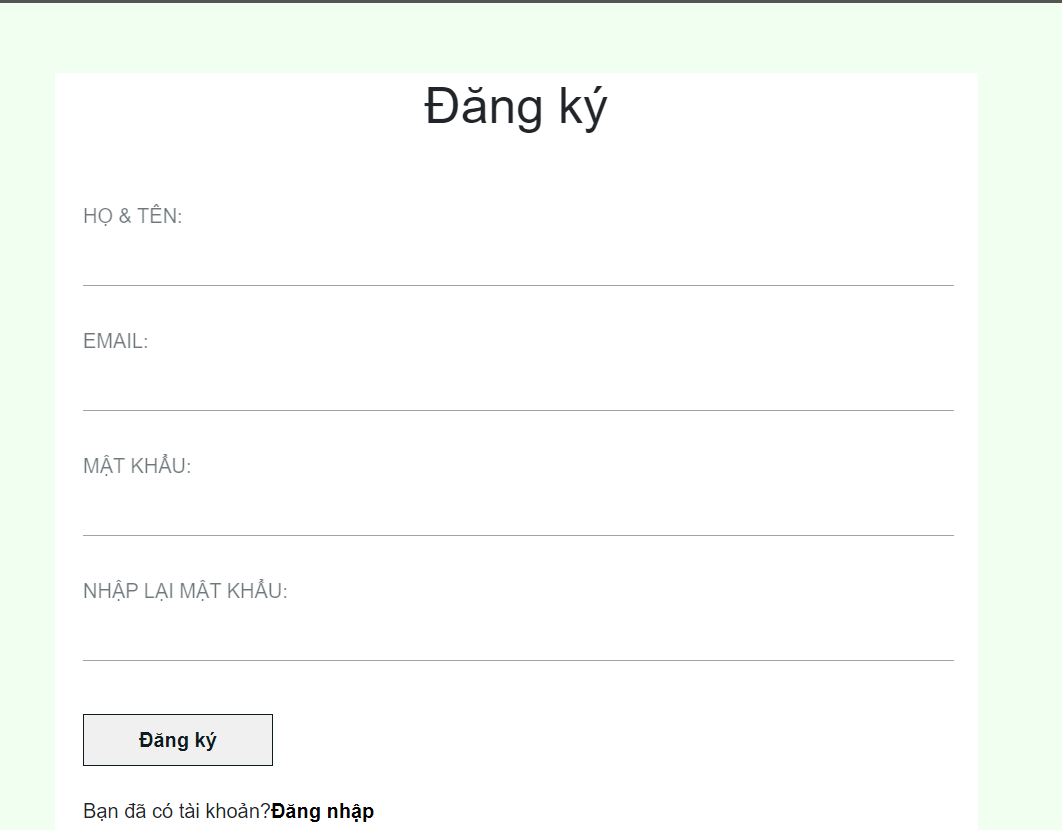 Đăng ký
HỌ & TÊN:
EMAIL:
MẬT KHẨU:
NHẬP LẠI MẬT KHẨU:
Đăng ký
Bạn đã có tài khoản?Đăng nhập